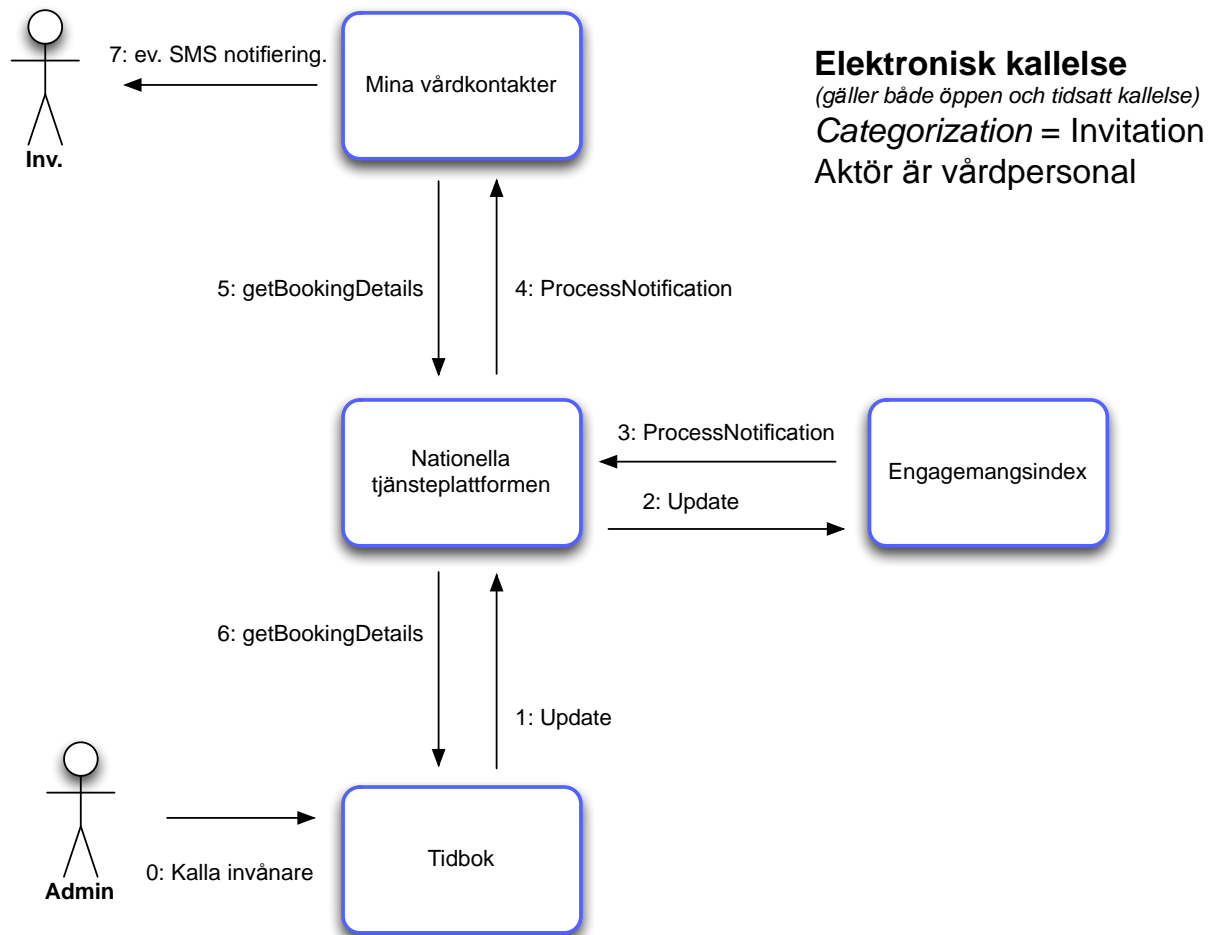 7: ev. SMS notifiering.
Mina vårdkontakter
Elektronisk kallelse
(gäller både öppen och tidsatt kallelse)
Categorization = Invitation
Aktör är vårdpersonal
Inv.
5: getBookingDetails
4: ProcessNotification
3: ProcessNotification
Nationella
tjänsteplattformen
Engagemangsindex
2: Update
6: getBookingDetails
1: Update
Tidbok
0: Kalla invånare
Admin